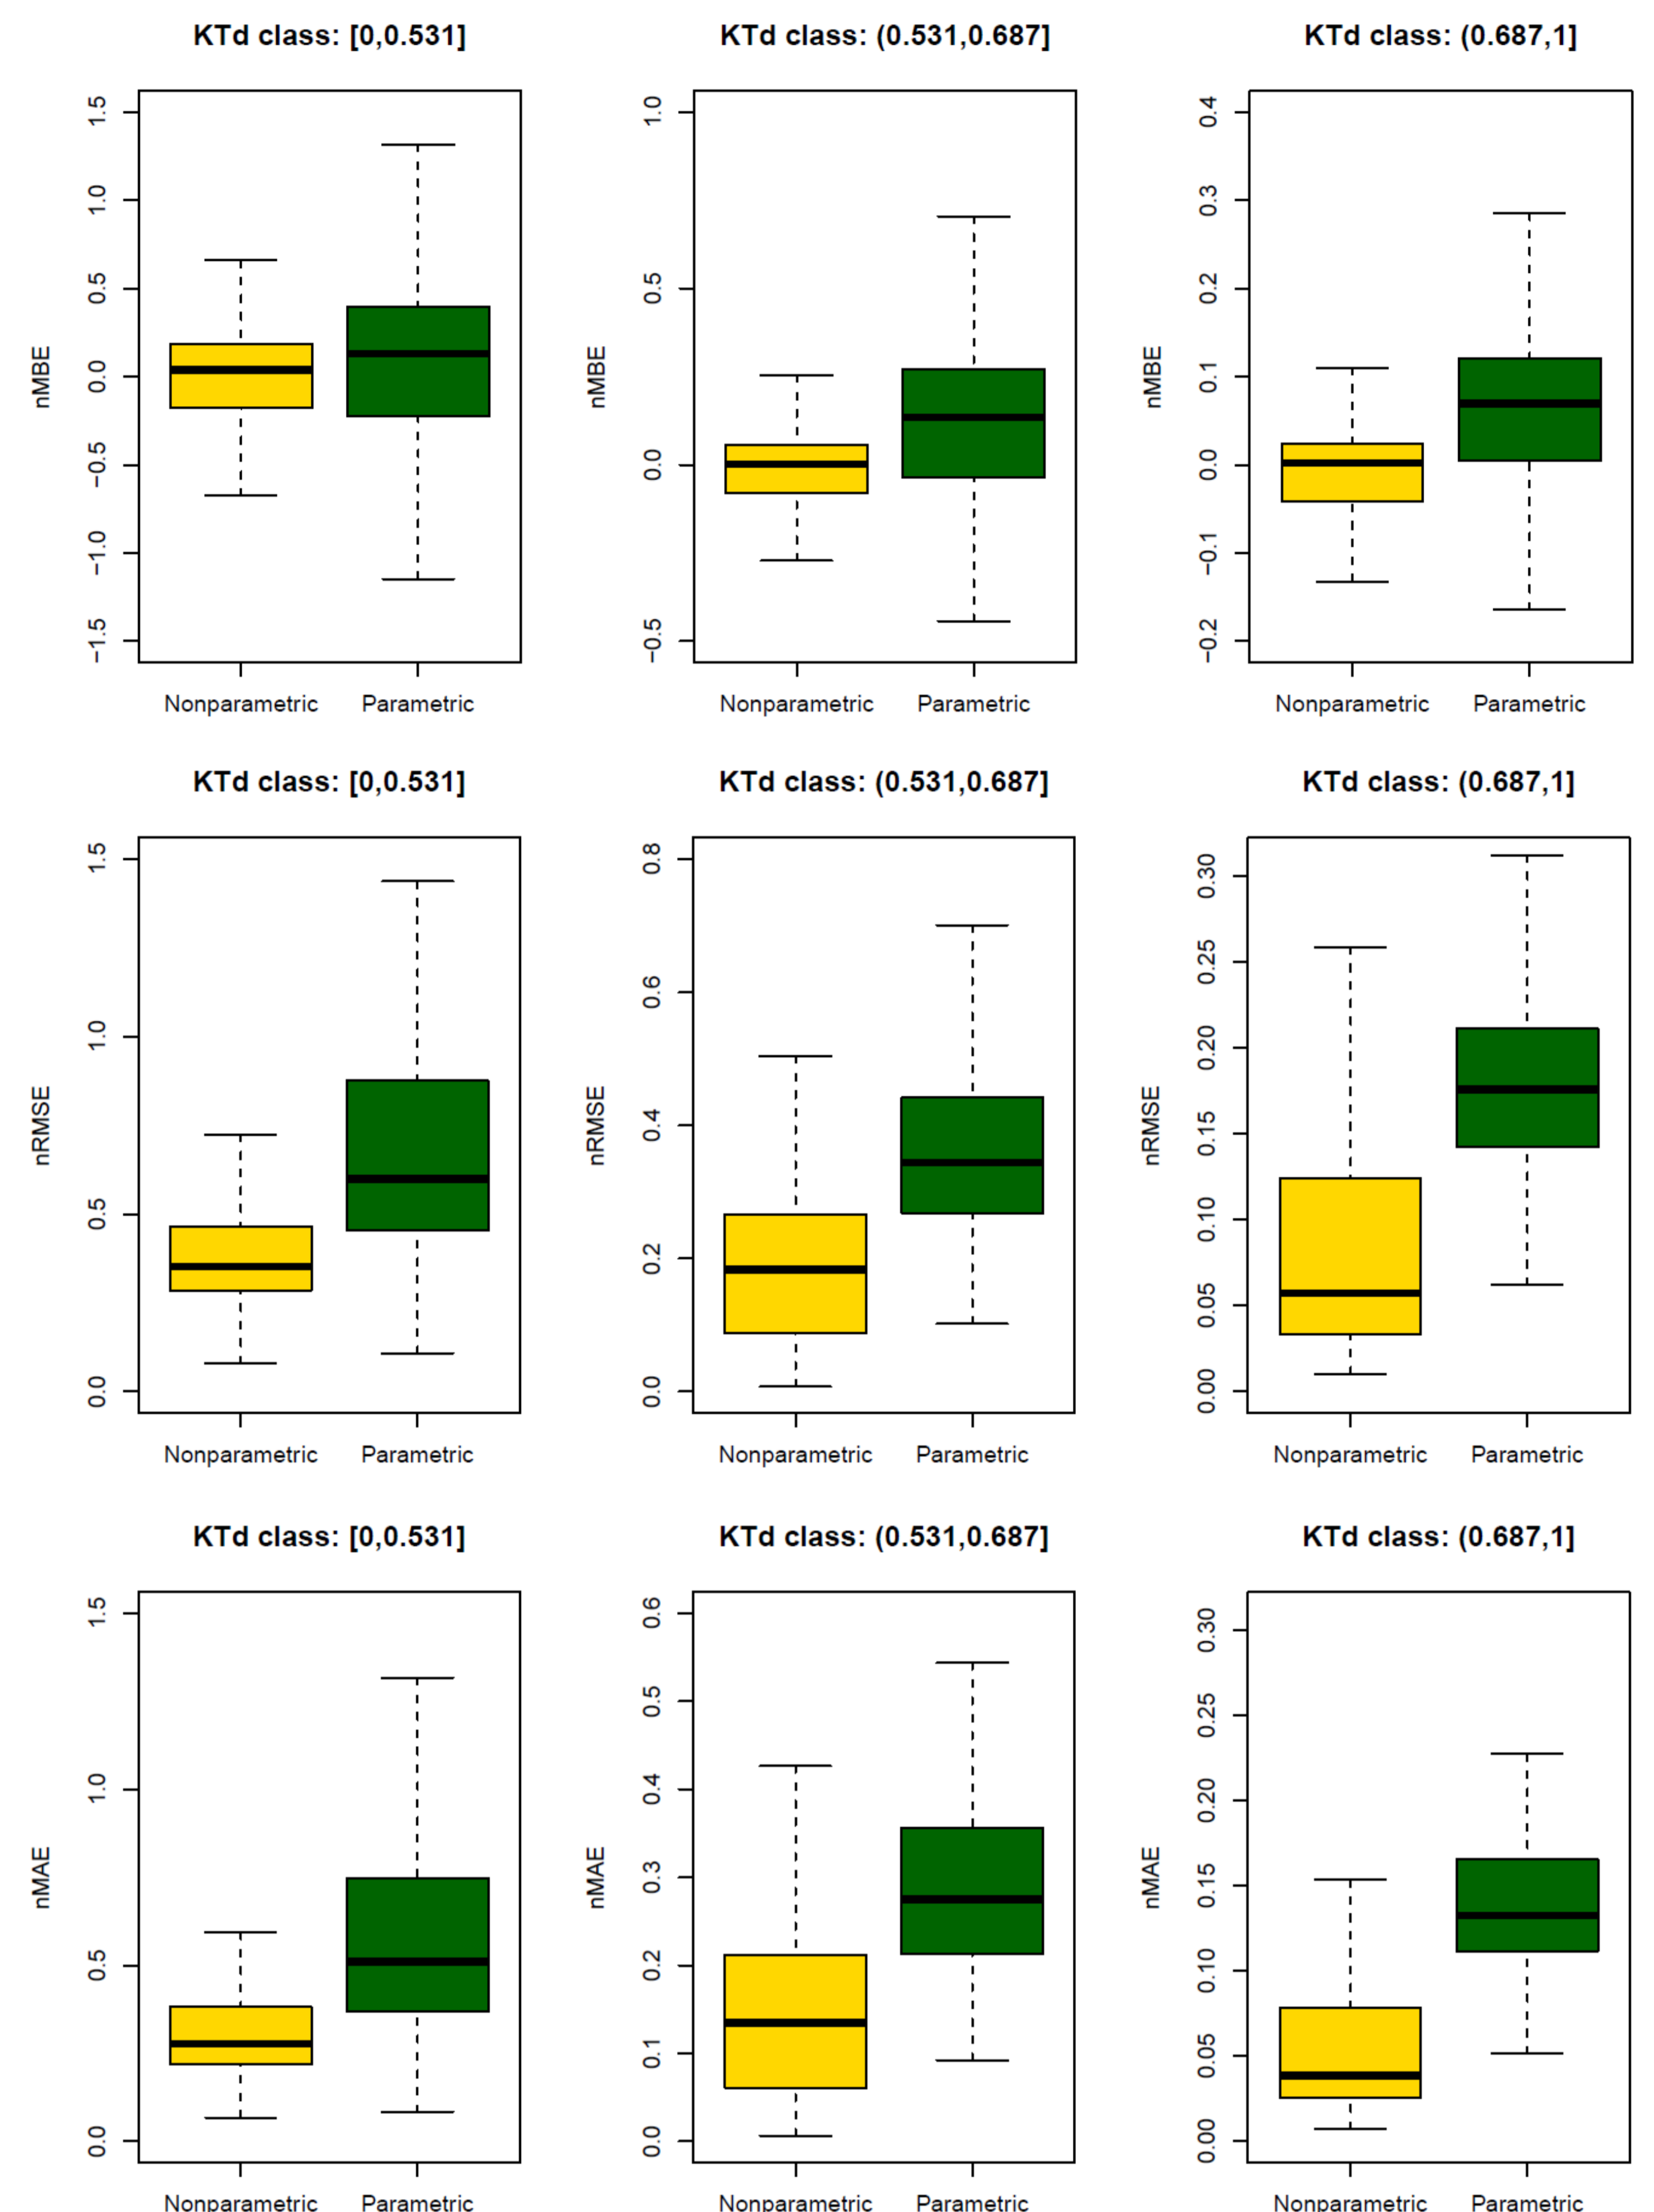 KTd class: [0,0.531]
KTd class: (0.531,0.687]
KTd class: (0.687,1]
nMBE
1.5
1.0
0.5
0.0
−0.5
−1.0
−1.5
Nonparametric
Parametric
nMBE
1.0
0.5
0.0
−0.5
Nonparametric
Parametric
nMBE
0.4
0.3
0.2
0.1
0.0
−0.1
−0.2
Nonparametric
Parametric
KTd class: [0,0.531]
KTd class: (0.531,0.687]
KTd class: (0.687,1]
nRMSE
1.5
1.0
0.5
0.0
Nonparametric
Parametric
nRMSE
0.8
0.6
0.4
0.2
0.0
Nonparametric
Parametric
nRMSE
0.30
0.25
0.20
0.15
0.10
0.05
0.00
Nonparametric
Parametric
KTd class: [0,0.531]
KTd class: (0.531,0.687]
KTd class: (0.687,1]
nMAE
1.5
1.0
0.5
0.0
Nonparametric
Parametric
nMAE
0.6
0.5
0.4
0.3
0.2
0.1
0.0
Nonparametric
Parametric
nMAE
0.30
0.25
0.20
0.15
0.10
0.05
0.00
Nonparametric
Parametric